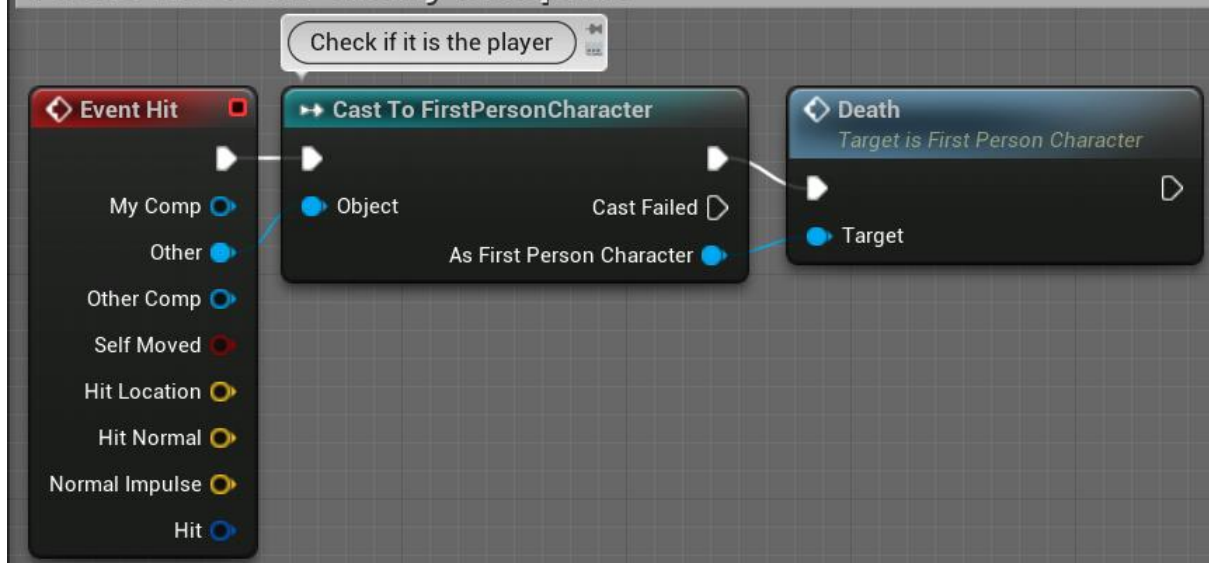 Check if it is the player
Event Hit
My Comp
Other
Other Comp
Self Moved
Hit Location
Hit Normal
Normal Impulse
Hit
Cast To FirstPersonCharacter
Object
Cast Failed
As First Person Character
Death
Target is First Person Character
Target